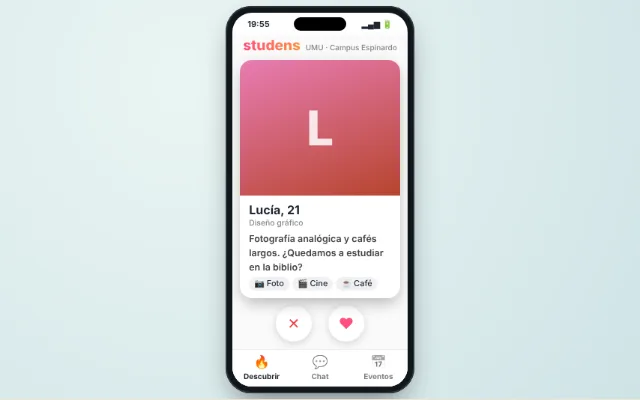 19:55
studens UMU · Campus Espinardo
L
Lucía, 21
Diseño gráfico
Fotografía analógica y cafés
largos. ¿Quedamos a estudiar
en la biblio?
📷 Foto 🎬 Cine ☕ Café
Descubrir Chat Eventos